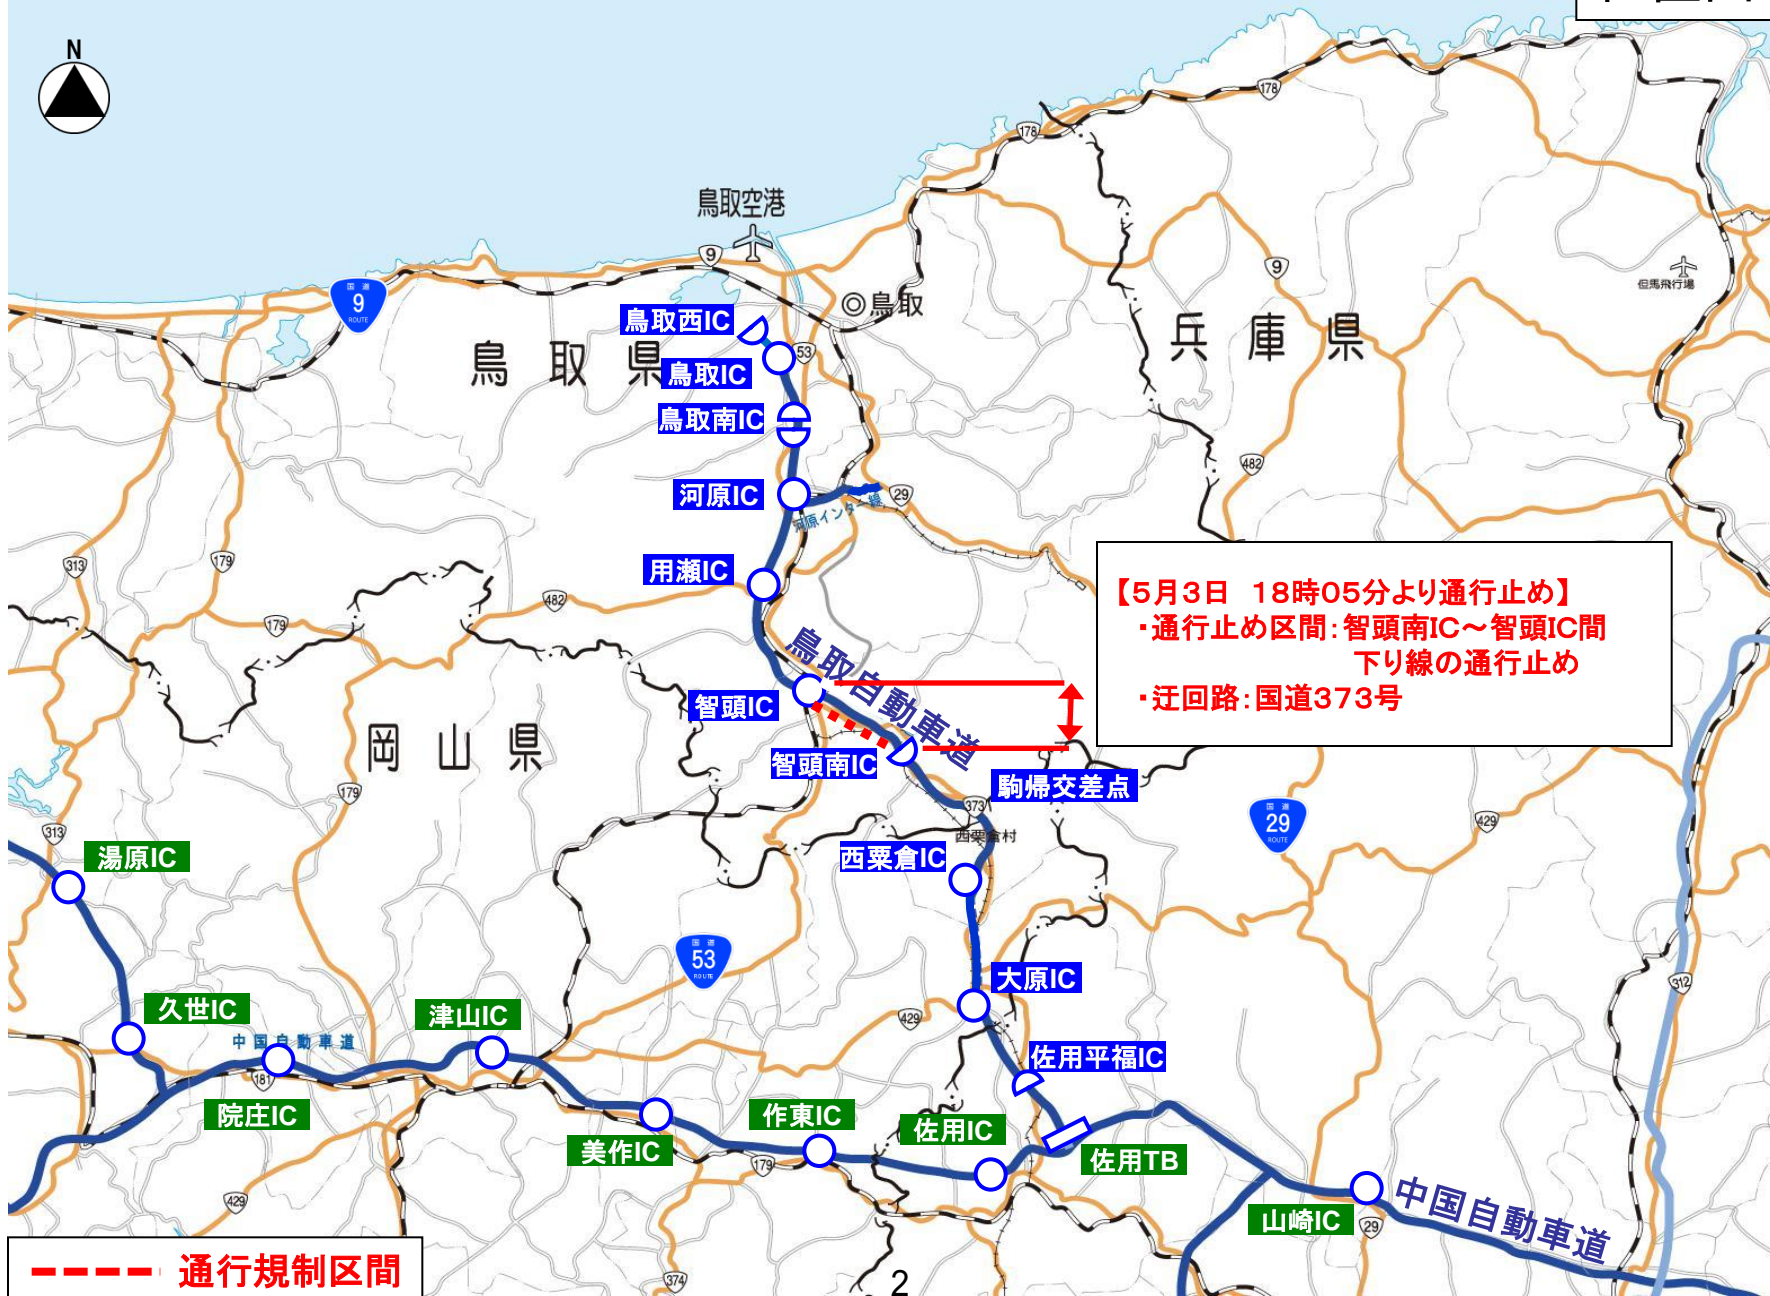 N
178
178
鳥取空港
9
国道
9
ROUTE
9
但馬飛行場
鳥取西IC
◎鳥取
鳥取県
53
兵庫県
鳥取IC
鳥取南IC
482
河原IC
29
河原インター線
313
179
用瀬IC
482
179
【5月3日 18時05分より通行止め】
・通行止め区間：智頭南IC～智頭IC間
下り線の通行止め
・迂回路：国道373号
鳥取自動車道
智頭IC
岡山県
智頭南IC
駒帰交差点
179
373
国道
29
ROUTE
429
313
西粟倉村
湯原IC
西粟倉IC
国道
53
ROUTE
大原IC
312
久世IC
津山IC
429
中国自動車道
佐用平福IC
181
院庄IC
作東IC
佐用IC
美作IC
佐用TB
179
429
山崎IC
29
中国自動車道
通行規制区間
374
2